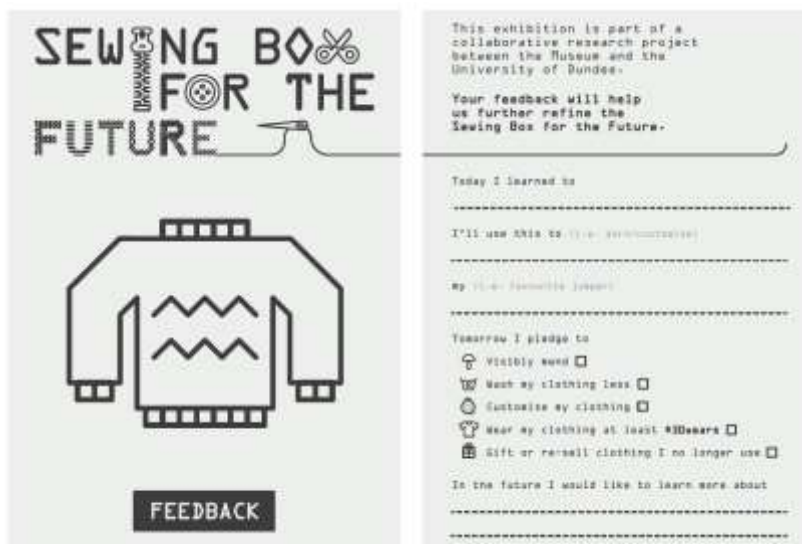 SEWING BOX
FOR THE
FUTURE
FEEDBACK
This exhibition is part of a
collaborative research project
between the Museum and the
University of Dundee.
Your feedback will help
us further refine the
Sewing Box for the Future.
Today I learned to
I'll use this to (i.e. customise)
My (i.e. favourite jumper)
Tomorrow I pledge to
Visibly mend
Wash my clothing less
Customise my clothing
Wear my clothing at least #30wears
Gift or re-sell clothing I no longer use
In the future I would like to learn more about